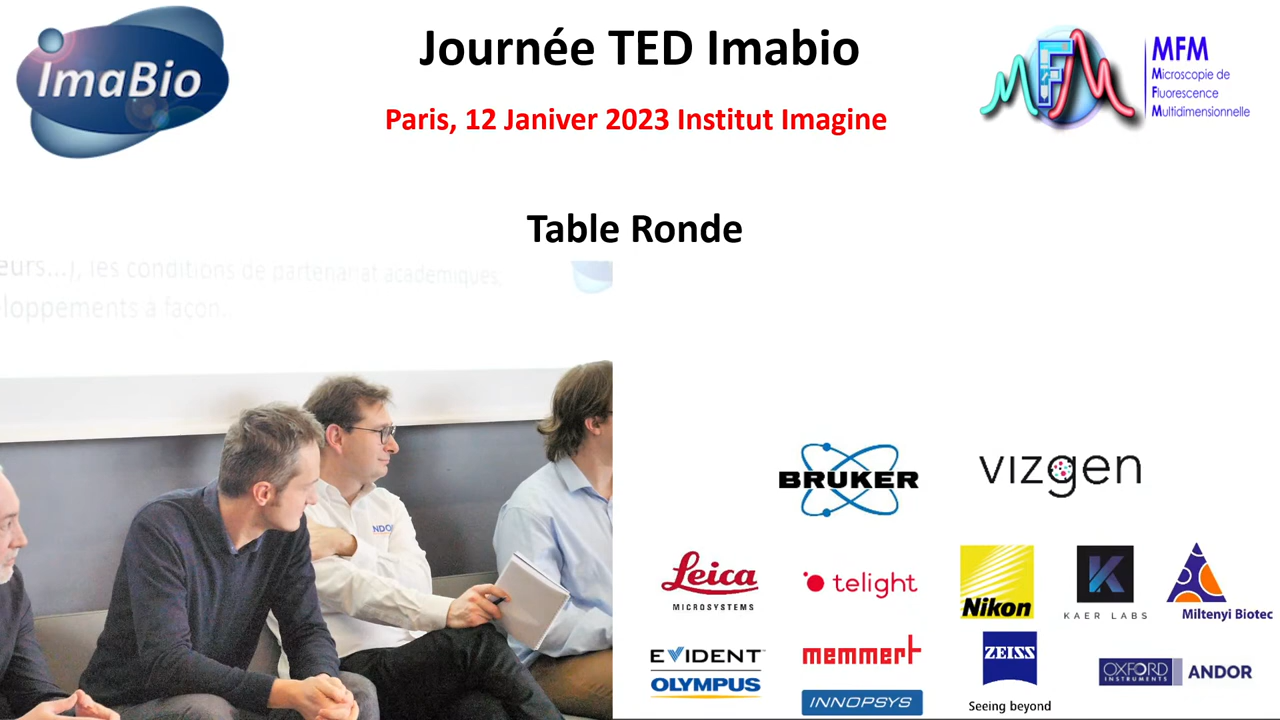 ImaBio
Journée TED Imabio
Paris, 12 Janiver 2023 Institut Imagine
MFM
MFM
Microscopie de
Fluorescence
Multidimensionnelle
Table Ronde
eurs...), les conditions de partenariat académiques,
loppements à façon..
NDO
BRUKER
vizgen
Leica
MICROSYSTEMS
telight
Nikon
K
KAER LABS
Miltenyi Biotec
EVIDENT
OLYMPUS
memmert
INNOPSYS
ZEISS
Seeing beyond
OXFORD
INSTRUMENTS
ANDOR